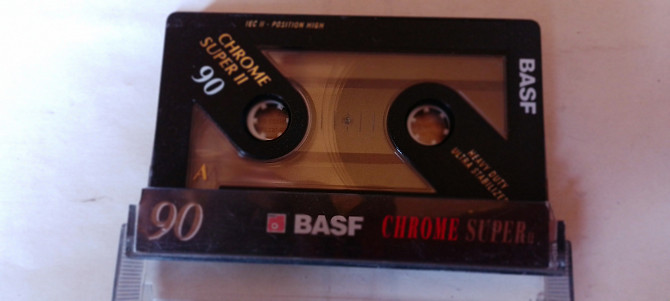 IEC II · POSITION HIGH
CHROME
SUPER II
90
BASF
HEAVY DUTY
ULTRA STABILIZED
A
90 BASF CHROME SUPER II